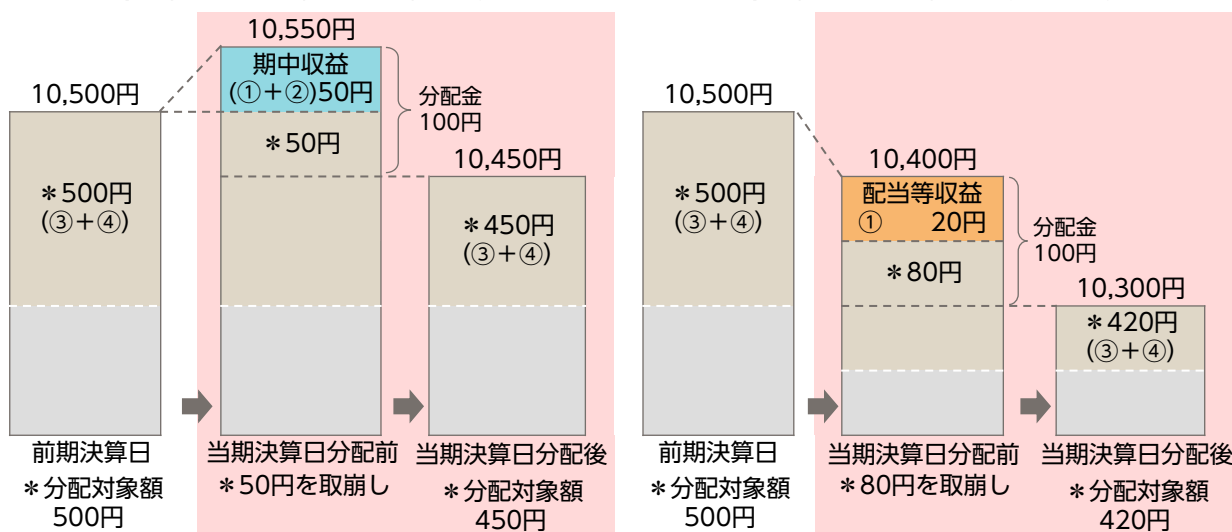 10,500円
*500円
(③+④)
前期決算日
*分配対象額
500円
10,550円
期中収益
(①+②)50円
*50円
分配金
100円
当期決算日分配前
*50円を取崩し
10,450円
*450円
(③+④)
当期決算日分配後
*分配対象額
450円
10,500円
*500円
(③+④)
前期決算日
*分配対象額
500円
10,400円
配当等収益
① 20円
*80円
分配金
100円
当期決算日分配前
*80円を取崩し
10,300円
*420円
(③+④)
当期決算日分配後
*分配対象額
420円